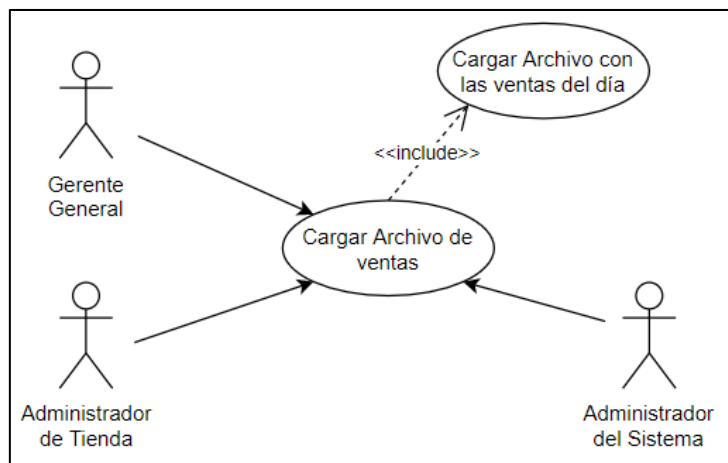 Cargar Archivo con
las ventas del día
<<include>>
Gerente
General
Cargar Archivo de
ventas
Administrador
de Tienda
Administrador
del Sistema